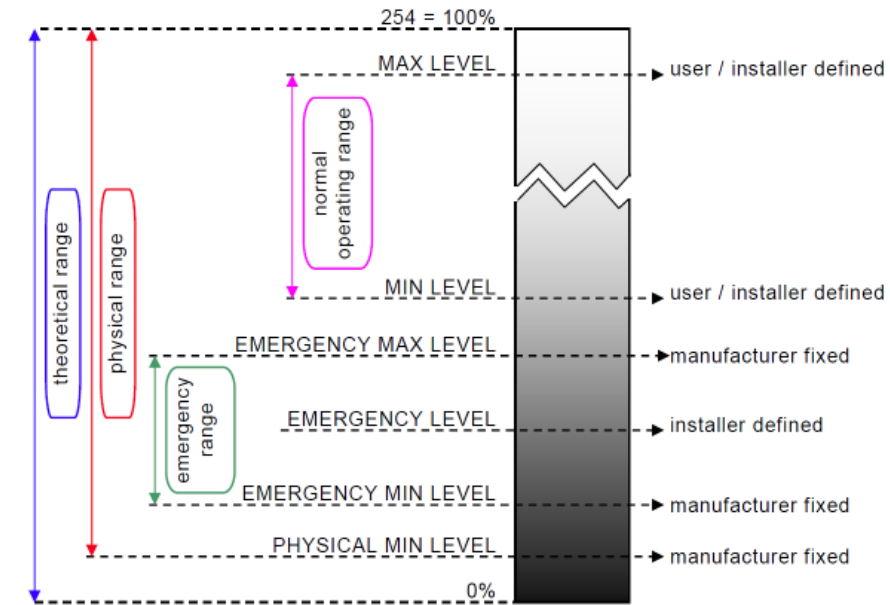 254 = 100%
MAX LEVEL
user / installer defined
normal
operating range
theoretical range
physical range
MIN LEVEL
user / installer defined
EMERGENCY MAX LEVEL
manufacturer fixed
emergency
range
EMERGENCY LEVEL
installer defined
EMERGENCY MIN LEVEL
manufacturer fixed
PHYSICAL MIN LEVEL
manufacturer fixed
0%